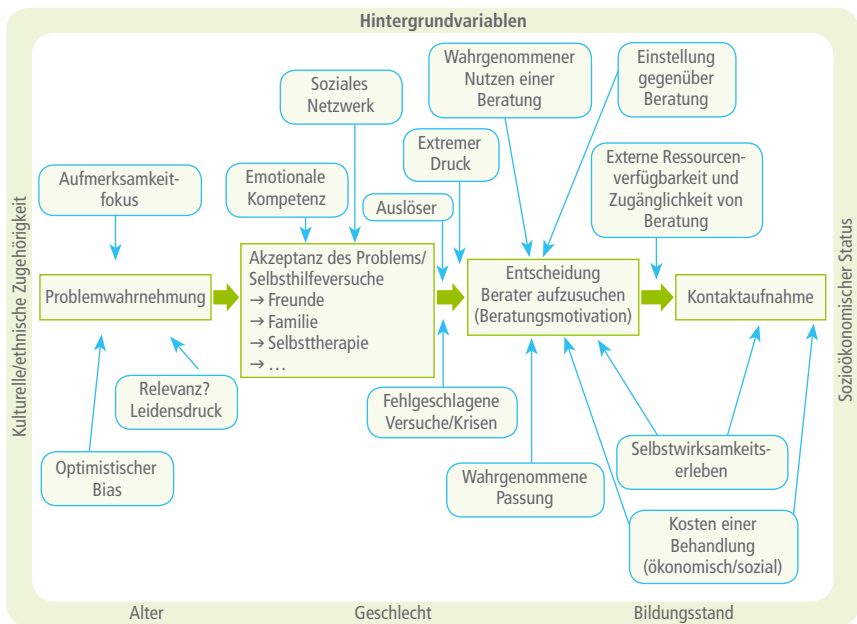 Hintergrundvariablen
Kulturelle/ethnische Zugehörigkeit
Sozioökonomischer Status
Soziales
Netzwerk
Wahrgenommener
Nutzen einer
Beratung
Einstellung
gegenüber
Beratung
Aufmerksamkeit-
fokus
Emotionale
Kompetenz
Extremer
Druck
Auslöser
Externe Ressourcen-
verfügbarkeit und
Zugänglichkeit von
Beratung
Problemwahrnehmung
Akzeptanz des Problems/
Selbsthilfeversuche
→ Freunde
→ Familie
→ Selbsttherapie
→ …
Entscheidung
Berater aufzusuchen
(Beratungsmotivation)
Kontaktaufnahme
Relevanz?
Leidensdruck
Fehlgeschlagene
Versuche/Krisen
Optimistischer
Bias
Wahrgenommene
Passung
Selbstwirksamkeits-
erleben
Kosten einer
Behandlung
(ökonomisch/sozial)
Alter
Geschlecht
Bildungsstand